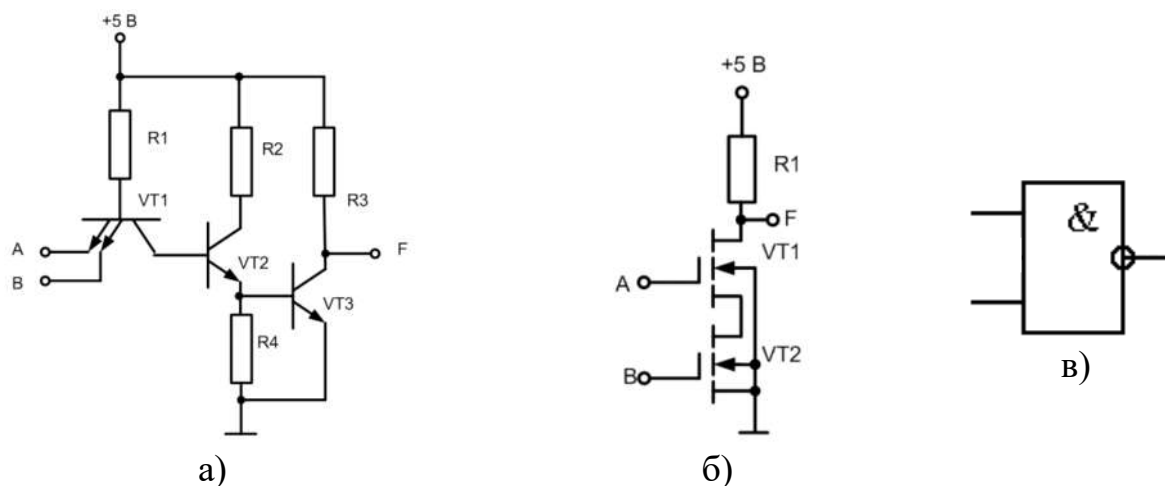 +5 В
R1
R2
R3
VT1
A
B
VT2
F
VT3
R4
а)
+5 В
R1
F
VT1
A
VT2
B
б)
&
в)